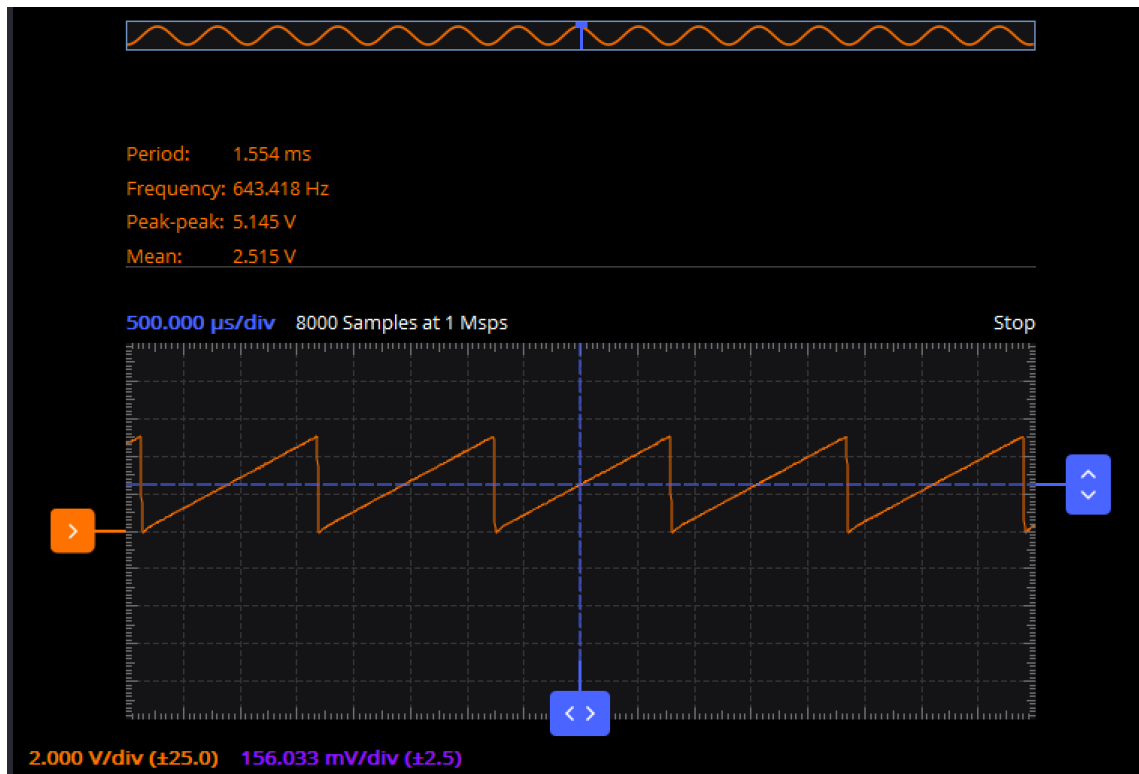 Period: 1.554 ms
Frequency: 643.418 Hz
Peak-peak: 5.145 V
Mean: 2.515 V
500.000 µs/div 8000 Samples at 1 Msps Stop
2.000 V/div (±25.0) 156.033 mV/div (±2.5)